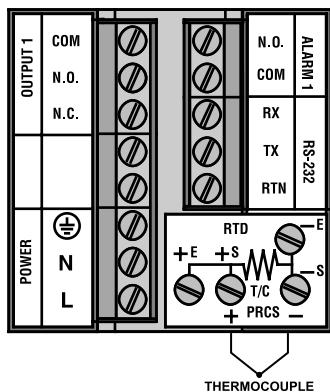 OUTPUT 1
COM
N.O.
N.C.
POWER
N
L
N.O.
COM
ALARM 1
RX
TX
RTN
RS-232
RTD
+E
+S
−E
−S
T/C
+ PRCS −
THERMOCOUPLE